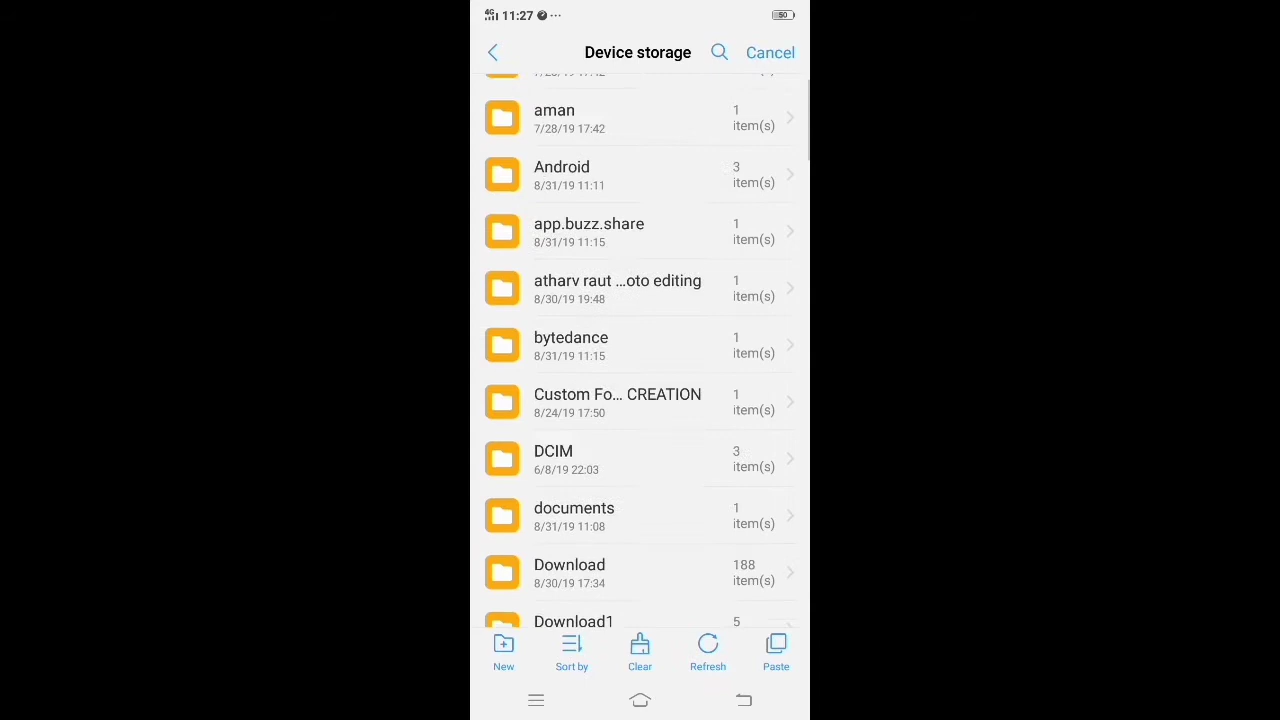 4G 11:27 ... 50
Device storage Cancel
aman
7/28/19 17:42
1
item(s)
Android
8/31/19 11:11
3
item(s)
app.buzz.share
8/31/19 11:15
1
item(s)
atharv raut ...oto editing
8/30/19 19:48
1
item(s)
bytedance
8/31/19 11:15
1
item(s)
Custom Fo... CREATION
8/24/19 17:50
1
item(s)
DCIM
6/8/19 22:03
3
item(s)
documents
8/31/19 11:08
1
item(s)
Download
8/30/19 17:34
188
item(s)
Download1
5
New Sort by Clear Refresh Paste